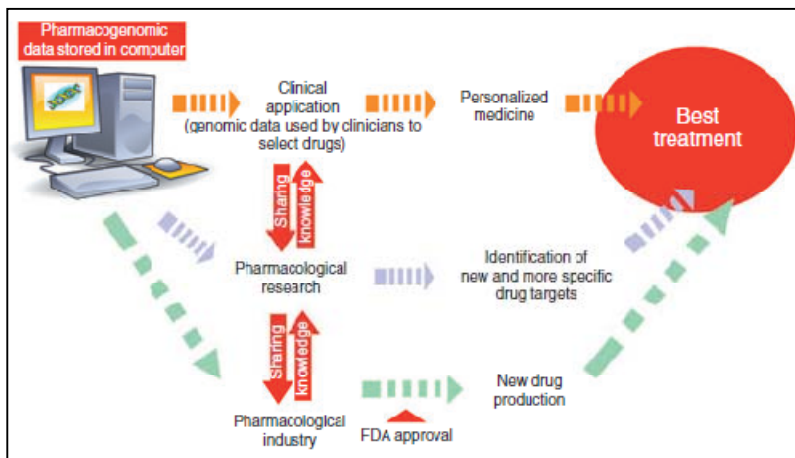 Pharmacogenomic
data stored in computer
Clinical
application
(genomic data used by clinicians to
select drugs)
Personalized
medicine
Best
treatment
Sharing
knowledge
Pharmacological
research
Identification of
new and more specific
drug targets
Sharing
knowledge
Pharmacological
industry
FDA approval
New drug
production